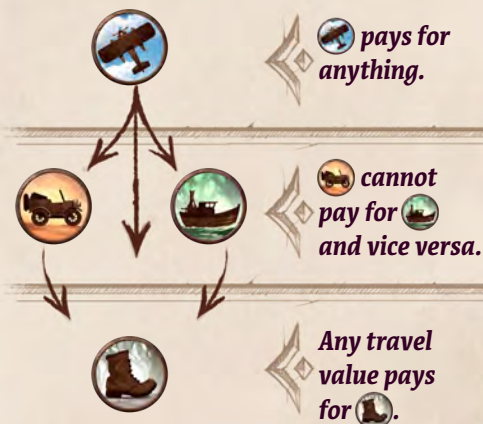 pays for
anything.
cannot
pay for
and vice versa.
Any travel
value pays
for .